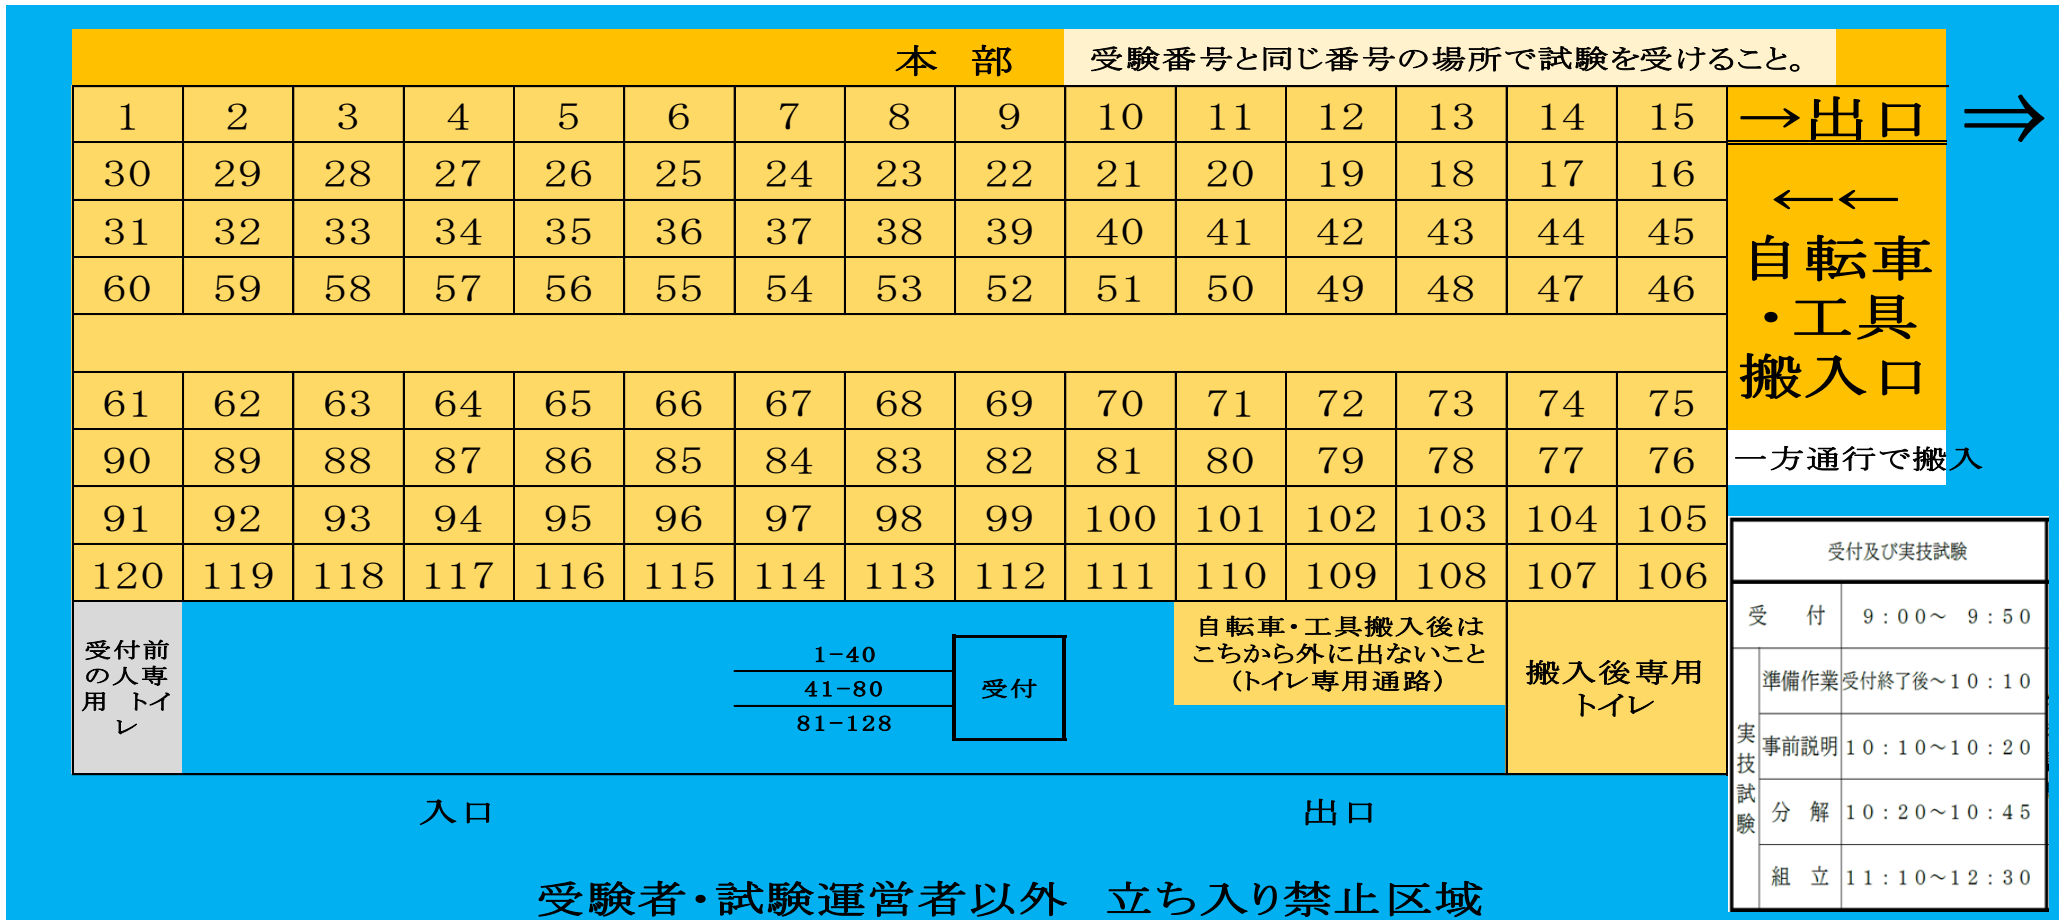 本 部 受験番号と同じ番号の場所で試験を受けること。
1 2 3 4 5 6 7 8 9 10 11 12 13 14 15 →出口 ⇒
30 29 28 27 26 25 24 23 22 21 20 19 18 17 16
31 32 33 34 35 36 37 38 39 40 41 42 43 44 45
60 59 58 57 56 55 54 53 52 51 50 49 48 47 46
←←
自転車
・工具
搬入口
61 62 63 64 65 66 67 68 69 70 71 72 73 74 75
90 89 88 87 86 85 84 83 82 81 80 79 78 77 76 一方通行で搬入
91 92 93 94 95 96 97 98 99 100 101 102 103 104 105
120 119 118 117 116 115 114 113 112 111 110 109 108 107 106
受付前
の人専
用 トイ
レ
1-40
41-80
81-128
受付
自転車・工具搬入後は
こちから外に出ないこと
(トイレ専用通路)
搬入後専用
トイレ
受付及び実技試験
受 付 9:00~ 9:50
実技試験
準備作業 受付終了後~10:10
事前説明 10:10~10:20
分 解 10:20~10:45
組 立 11:10~12:30
入口 出口
受験者・試験運営者以外 立ち入り禁止区域